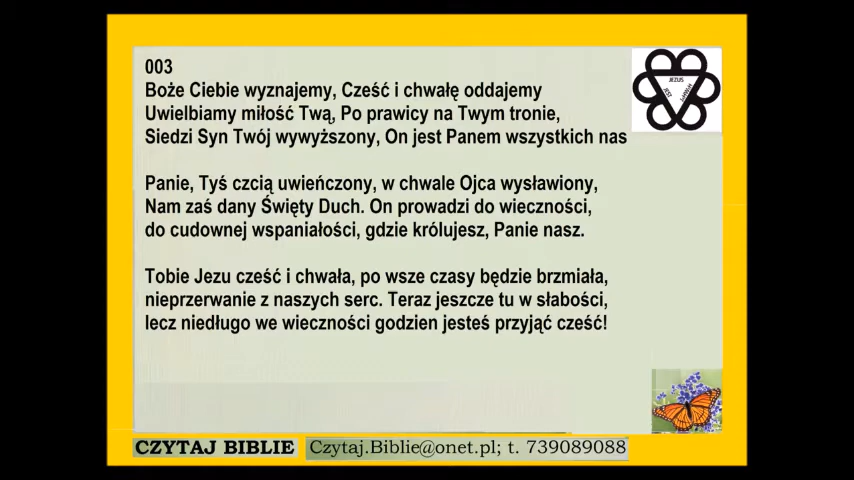 003
Boże Ciebie wyznajemy, Cześć i chwałę oddajemy
Uwielbiamy miłość Twą, Po prawicy na Twym tronie,
Siedzi Syn Twój wywyższony, On jest Panem wszystkich nas
Panie, Tyś czcią uwieńczony, w chwale Ojca wysławiony,
Nam zaś dany Święty Duch. On prowadzi do wieczności,
do cudownej wspaniałości, gdzie królujesz, Panie nasz.
Tobie Jezu cześć i chwała, po wsze czasy będzie brzmiała,
nieprzerwanie z naszych serc. Teraz jeszcze tu w słabości,
lecz niedługo we wieczności godzien jesteś przyjąć cześć!
JEZUS
JEST
CZYTAJ BIBLIE
Czytaj.Biblie@onet.pl; t. 739089088